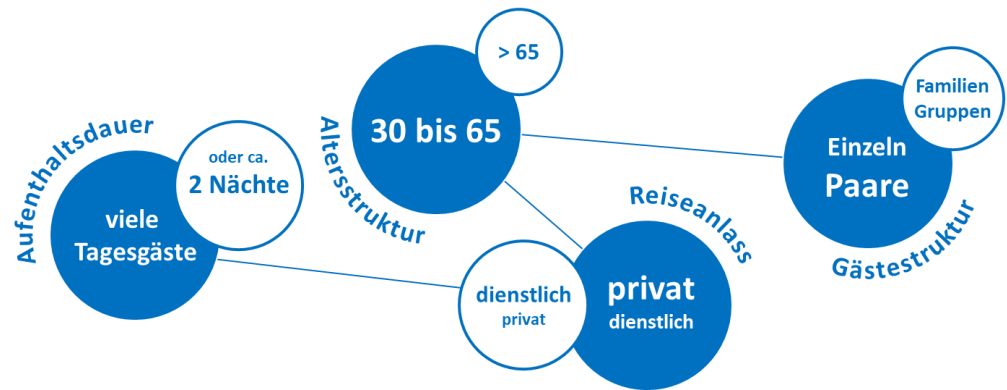 Aufenthaltsdauer
viele
Tagesgäste
oder ca.
2 Nächte
Altersstruktur
30 bis 65
> 65
Reiseanlass
dienstlich
privat
privat
dienstlich
Gästestruktur
Einzeln
Paare
Familien
Gruppen